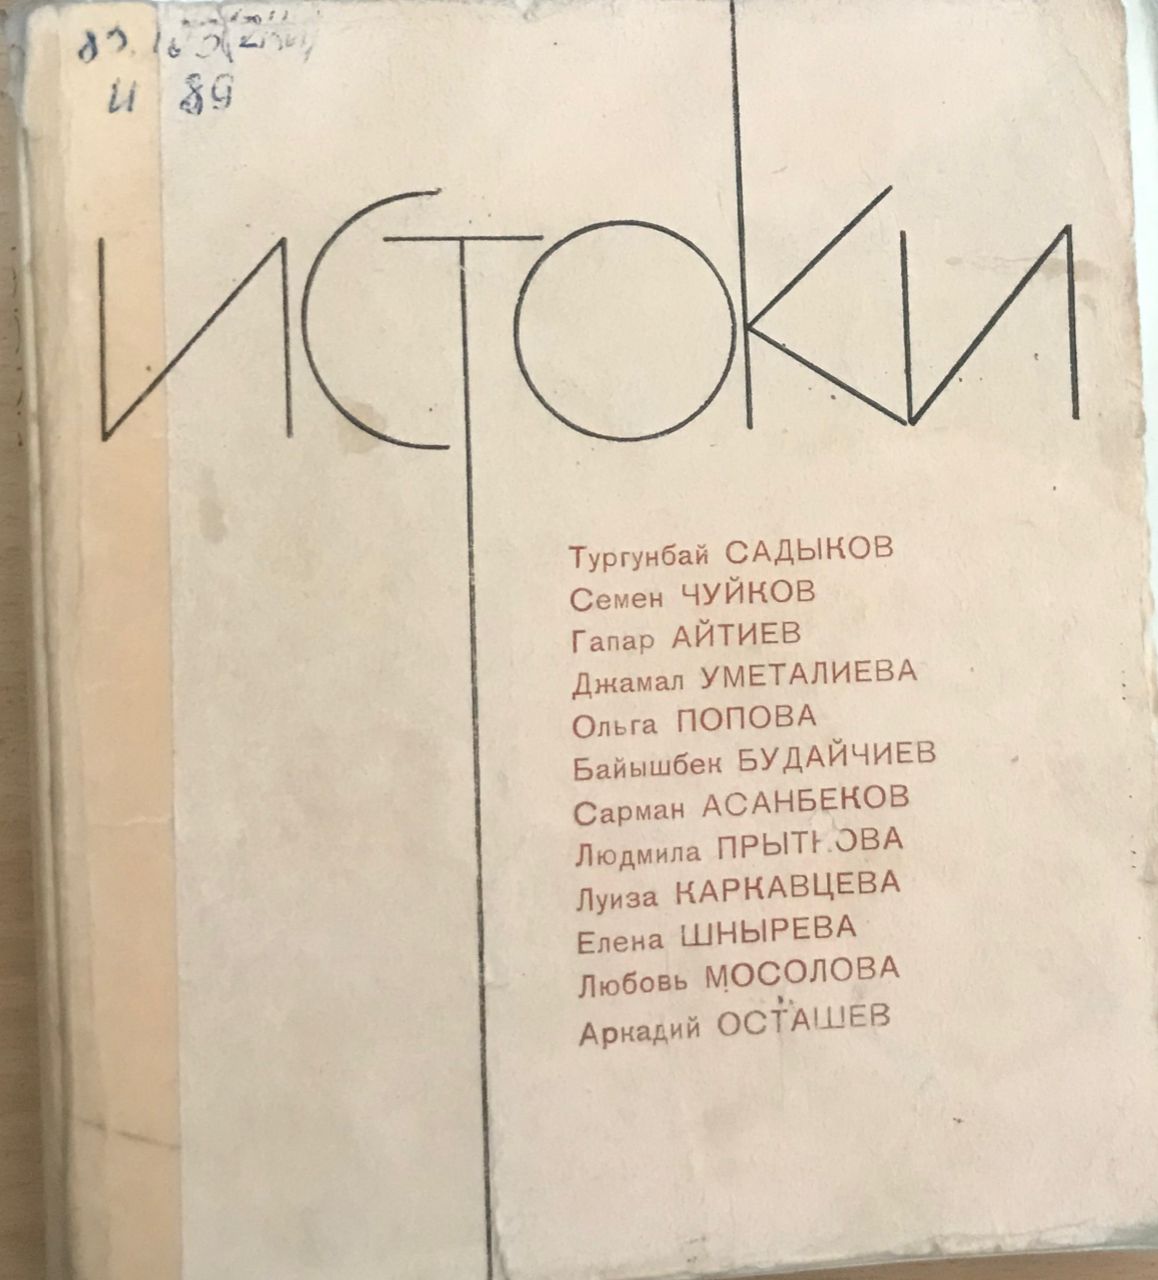 И 89
ИСТОКИ
Тургунбай САДЫКОВ
Семен ЧУЙКОВ
Гапар АЙТИЕВ
Джамал УМЕТАЛИЕВА
Ольга ПОПОВА
Байышбек БУДАЙЧИЕВ
Сарман АСАНБЕКОВ
Людмила ПРЫТКОВА
Луиза КАРКАВЦЕВА
Елена ШНЫРЕВА
Любовь МОСОЛОВА
Аркадий ОСТАШЕВ